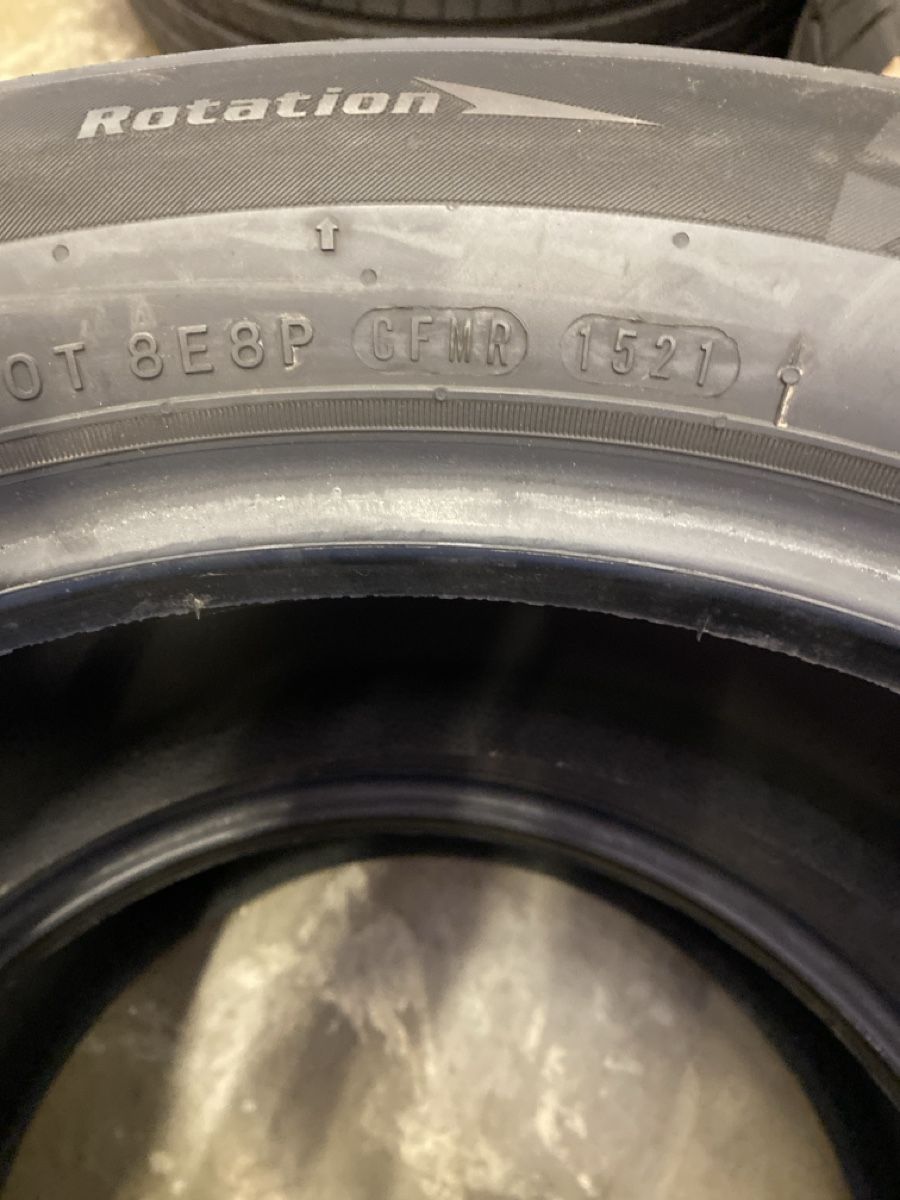 Rotation
OT 8E8P CFMR 1521